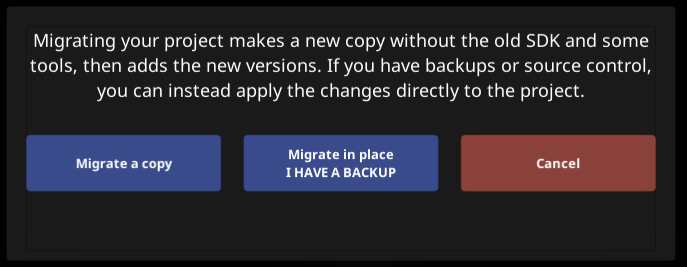 Migrating your project makes a new copy without the old SDK and some
tools, then adds the new versions. If you have backups or source control,
you can instead apply the changes directly to the project.
Migrate a copy
Migrate in place
I HAVE A BACKUP
Cancel